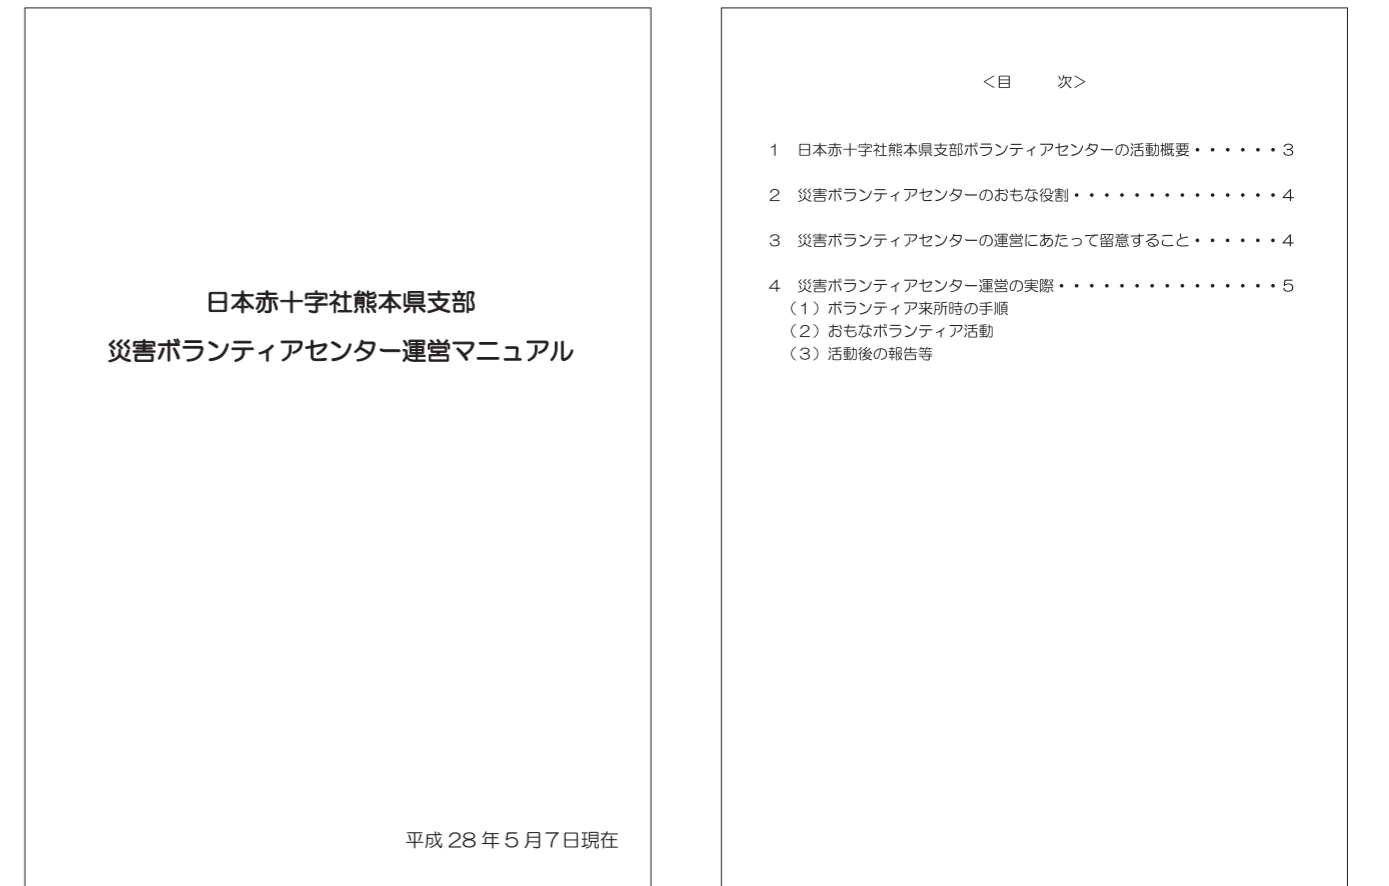 日本赤十字社熊本県支部
災害ボランティアセンター運営マニュアル
平成 28 年 5 月 7 日現在
＜目　　　次＞
１　日本赤十字社熊本県支部ボランティアセンターの活動概要・・・・・・３
２　災害ボランティアセンターのおもな役割・・・・・・・・・・・・・・４
３　災害ボランティアセンターの運営にあたって留意すること・・・・・・４
４　災害ボランティアセンター運営の実際・・・・・・・・・・・・・・・５
（１）ボランティア来所時の手順
（２）おもなボランティア活動
（３）活動後の報告等